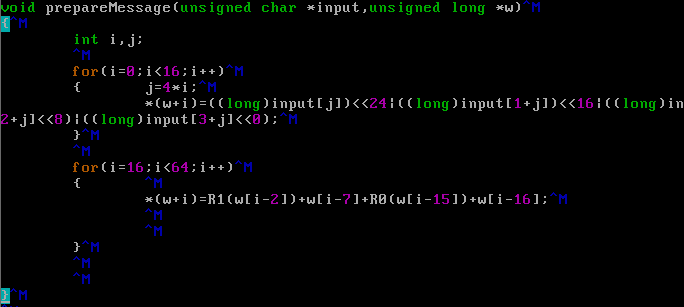 void prepareMessage(unsigned char *input,unsigned long *w)^M
{^M
        int i,j;
        ^M
        for(i=0;i<16;i++)^M
        {       j=4*i;^M
                *(w+i)=((long)input[j])<<24¦((long)input[1+j])<<16¦((long)in
2+j]<<8)¦((long)input[3+j]<<0);^M
        }^M
        ^M
        for(i=16;i<64;i++)^M
        {       ^M
                *(w+i)=R1(w[i-2])+w[i-7]+R0(w[i-15])+w[i-16];^M
                ^M
                ^M
        }^M
        ^M
        ^M
}^M